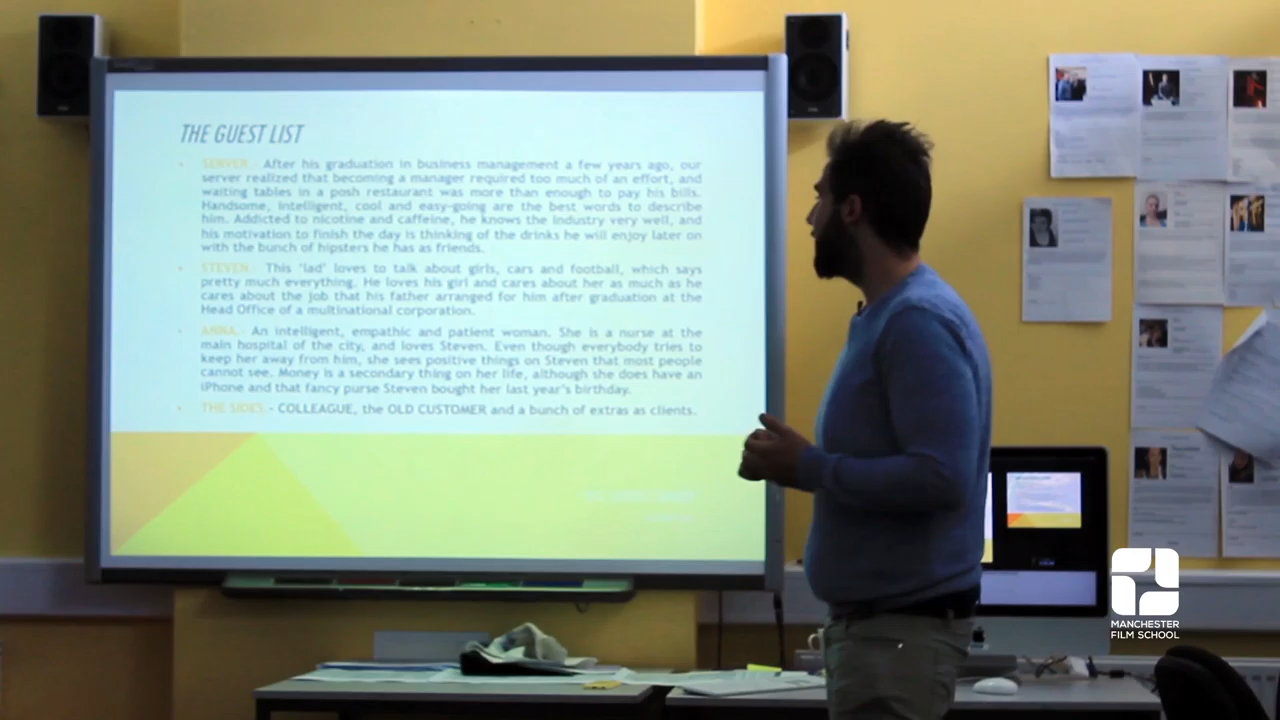 THE GUEST LIST
SERVER - After his graduation in business management a few years ago, our
server realized that becoming a manager required too much of an effort, and
waiting tables in a posh restaurant was more than enough to pay his bills.
Handsome, intelligent, cool and easy-going are the best words to describe
him. Addicted to nicotine and caffeine, he knows the industry very well, and
his motivation to finish the day is thinking of the drinks he will enjoy later on
with the bunch of hipsters he has as friends.
STEVEN - This 'lad' loves to talk about girls, cars and football, which says
pretty much everything. He loves his girl and cares about her as much as he
cares about the job that his father arranged for him after graduation at the
Head Office of a multinational corporation.
ANNA - An intelligent, empathic and patient woman. She is a nurse at the
main hospital of the city, and loves Steven. Even though everybody tries to
keep her away from him, she sees positive things on Steven that most people
cannot see. Money is a secondary thing on her life, although she does have an
iPhone and that fancy purse Steven bought her last year's birthday.
THE SIDES - COLLEAGUE, the OLD CUSTOMER and a bunch of extras as clients.
MANCHESTER
FILM SCHOOL